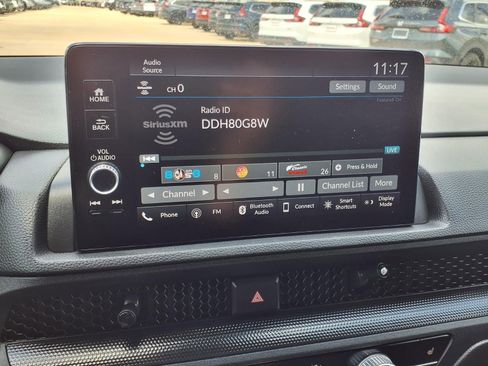 Audio
Source
11:17
HOME
CH 0
Settings
Sound
Radio ID
DDH80G8W
SiriusXM
BACK
VOL
AUDIO
LIVE
8
11
26
Press & Hold
Channel
Channel List
More
Phone
FM
Bluetooth
Audio
Connect
Smart
Shortcuts
Display
Mode